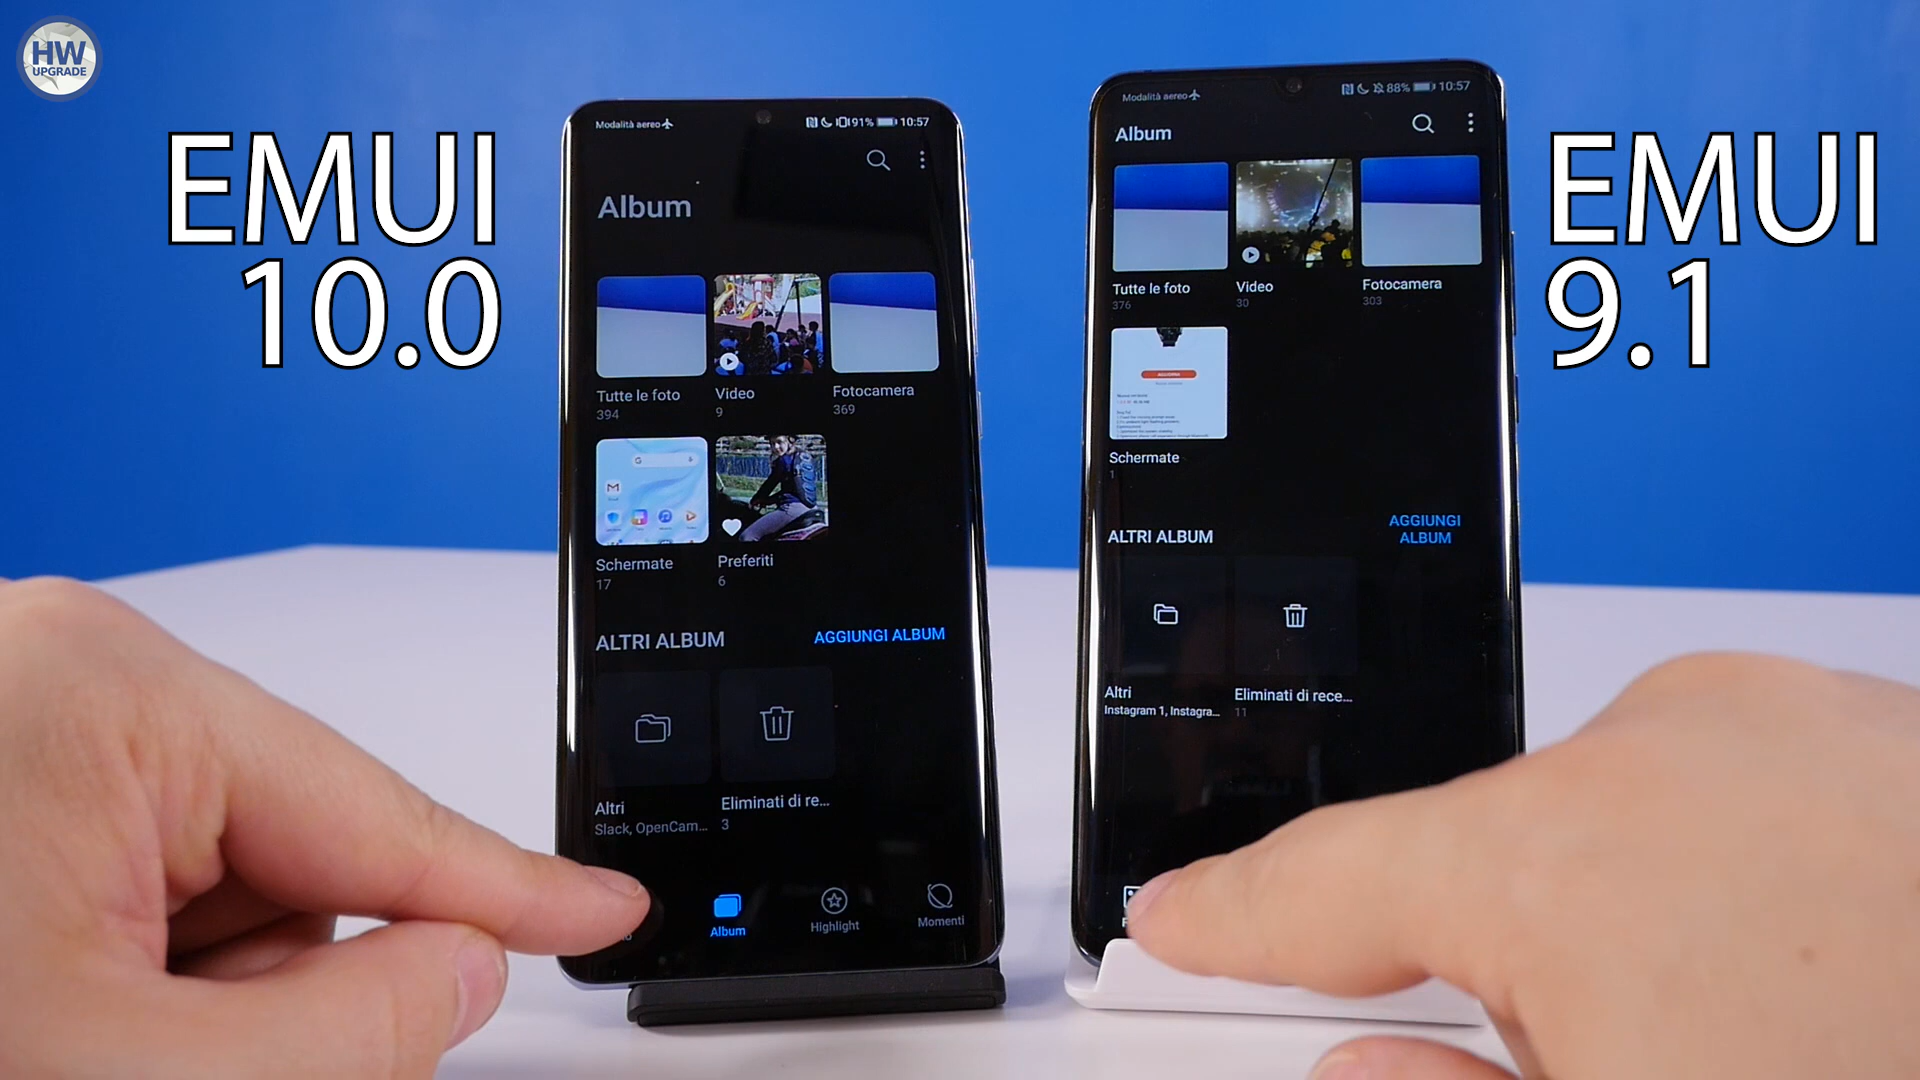 HW
UPGRADE
EMUI
10.0
Modalità aereo
91% 10:57
Album
Tutte le foto
394
Video
9
Fotocamera
369
Schermate
17
Preferiti
6
ALTRI ALBUM
AGGIUNGI ALBUM
Altri
Slack, OpenCam...
Eliminati di re...
3
Album
Highlight
Momenti
EMUI
9.1
Modalità aereo
88% 10:57
Album
Tutte le foto
376
Video
30
Fotocamera
303
Schermate
1
ALTRI ALBUM
AGGIUNGI
ALBUM
Altri
Instagram 1, Instagra...
Eliminati di rece...
11